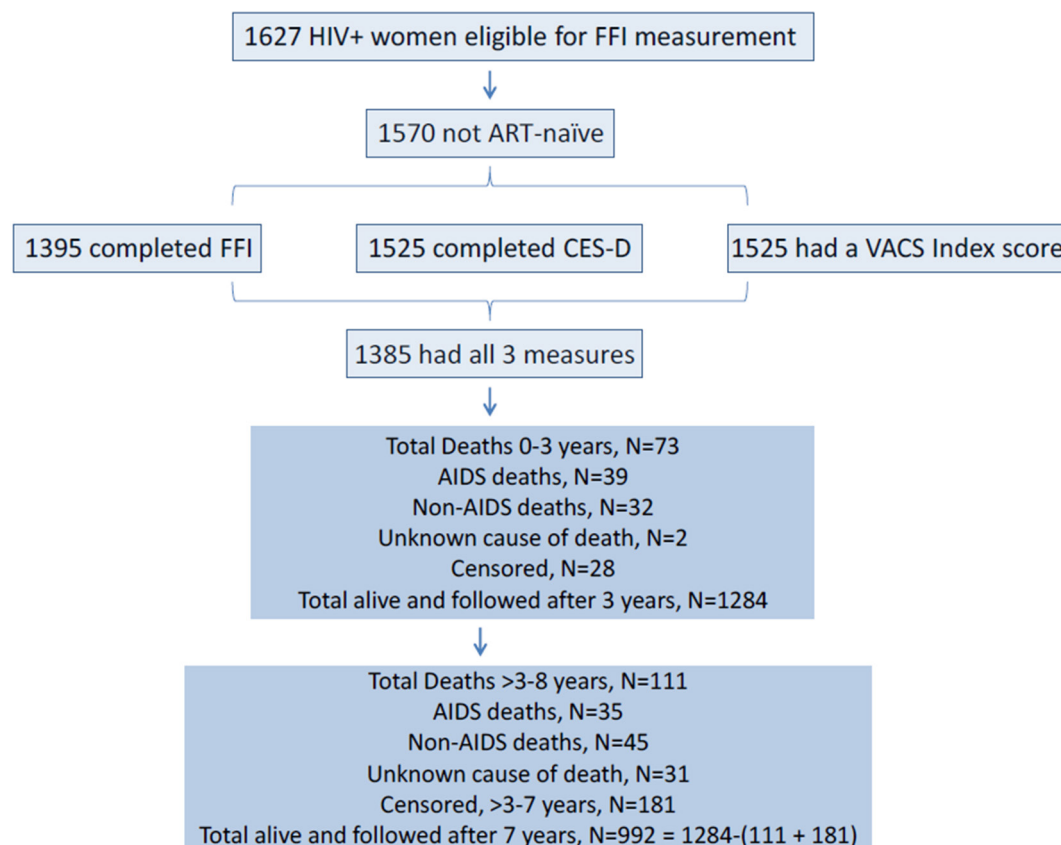 1627 HIV+ women eligible for FFI measurement
1570 not ART-naïve
1395 completed FFI
1525 completed CES-D
1525 had a VACS Index score
1385 had all 3 measures
Total Deaths 0-3 years, N=73
AIDS deaths, N=39
Non-AIDS deaths, N=32
Unknown cause of death, N=2
Censored, N=28
Total alive and followed after 3 years, N=1284
Total Deaths >3-8 years, N=111
AIDS deaths, N=35
Non-AIDS deaths, N=45
Unknown cause of death, N=31
Censored, >3-7 years, N=181
Total alive and followed after 7 years, N=992 = 1284-(111 + 181)